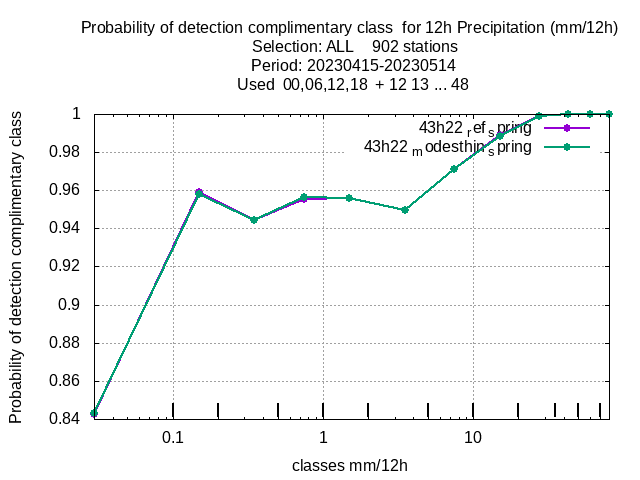 Probability of detection complimentary class  for 12h Precipitation (mm/12h)
Selection: ALL    902 stations
Period: 20230415-20230514
Used  00,06,12,18  + 12 13 ... 48
Probability of detection complimentary class
1
0.98
0.96
0.94
0.92
0.9
0.88
0.86
0.84
43h22_ref_spring
43h22_modesthin_spring
0.1
1
10
classes mm/12h